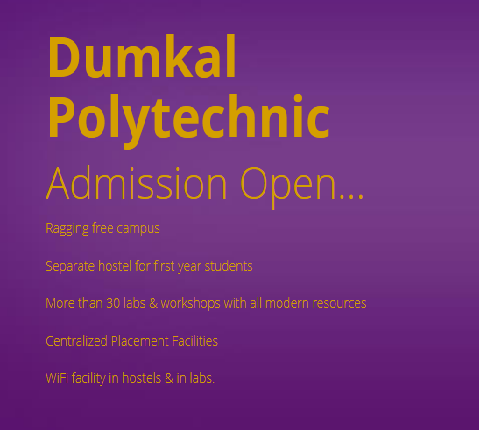 Dumkal
Polytechnic
Admission Open...
Ragging free campus
Separate hostel for first year students
More than 30 labs & workshops with all modern resources
Centralized Placement Facilities
WiFi facility in hostels & in labs.